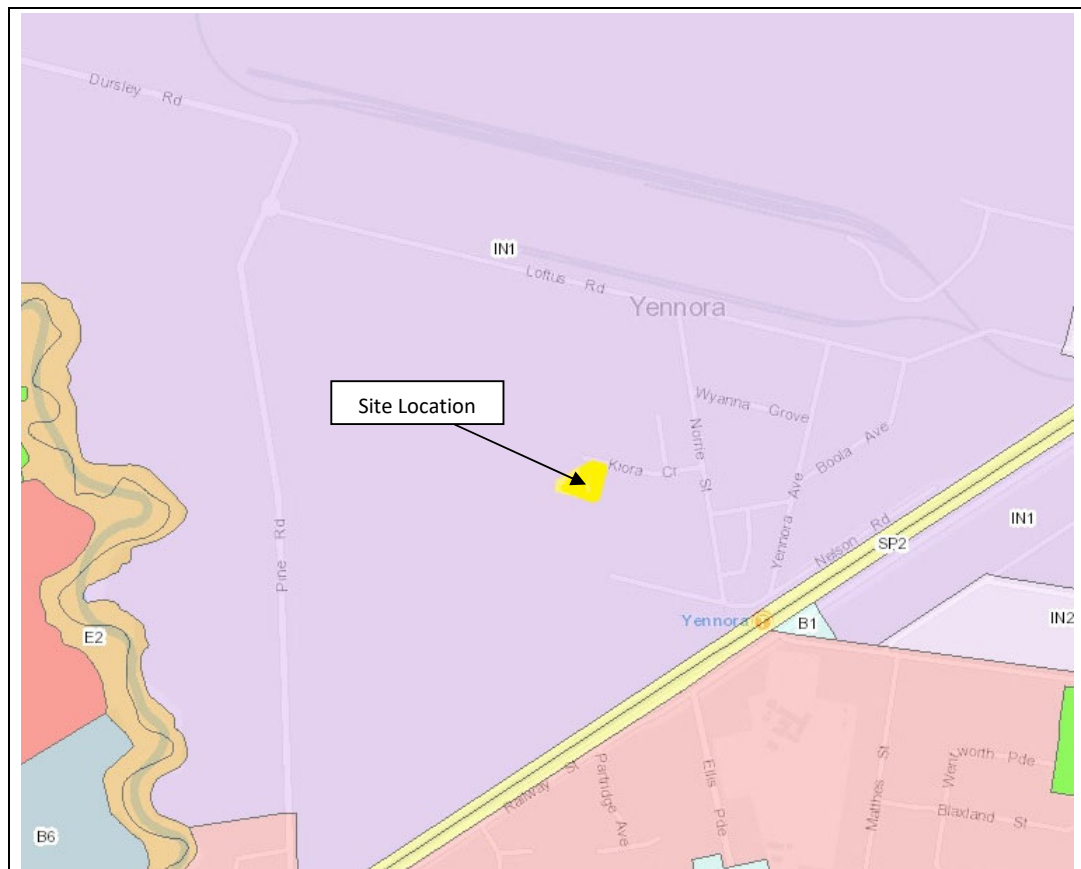 Dursley Rd
IN1
Loftus Rd
Yennora
Site Location
Wyanna Grove
Norrie St
Boola Ave
Kiora Ct
Yennora Ave
Nelson Rd
IN1
SP2
Pine Rd
Yennora
B1
IN2
E2
Railway St
Partridge Ave
Ellis Pde
Matthes St
Went
worth Pde
Blaxland St
B6